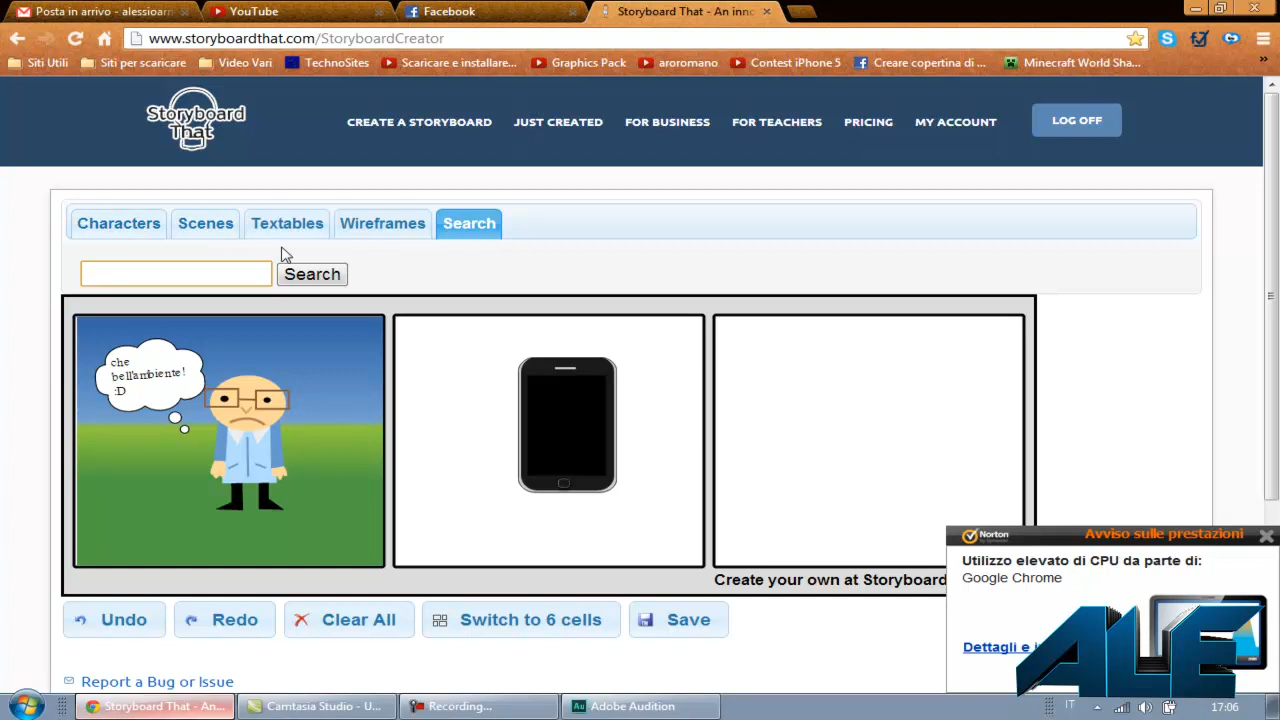 Posta in arrivo - alessioarr
YouTube
Facebook
Storyboard That - An inno
www.storyboardthat.com/StoryboardCreator
Siti Utili
Siti per scaricare
Video Vari
TechnoSites
Scaricare e installare...
Graphics Pack
aroromano
Contest iPhone 5
Creare copertina di ...
Minecraft World Sha...
Storyboard
That
CREATE A STORYBOARD
JUST CREATED
FOR BUSINESS
FOR TEACHERS
PRICING
MY ACCOUNT
LOG OFF
Characters
Scenes
Textables
Wireframes
Search
Search
che
bell'ambiente!
:D
Create your own at Storyboard
Norton
by Symantec
Avviso sulle prestazioni
Utilizzo elevato di CPU da parte di:
Google Chrome
Dettagli e i
ALE
Undo
Redo
Clear All
Switch to 6 cells
Save
Report a Bug or Issue
Storyboard That - An...
Camtasia Studio - U...
Recording...
Au
Adobe Audition
IT
17:06